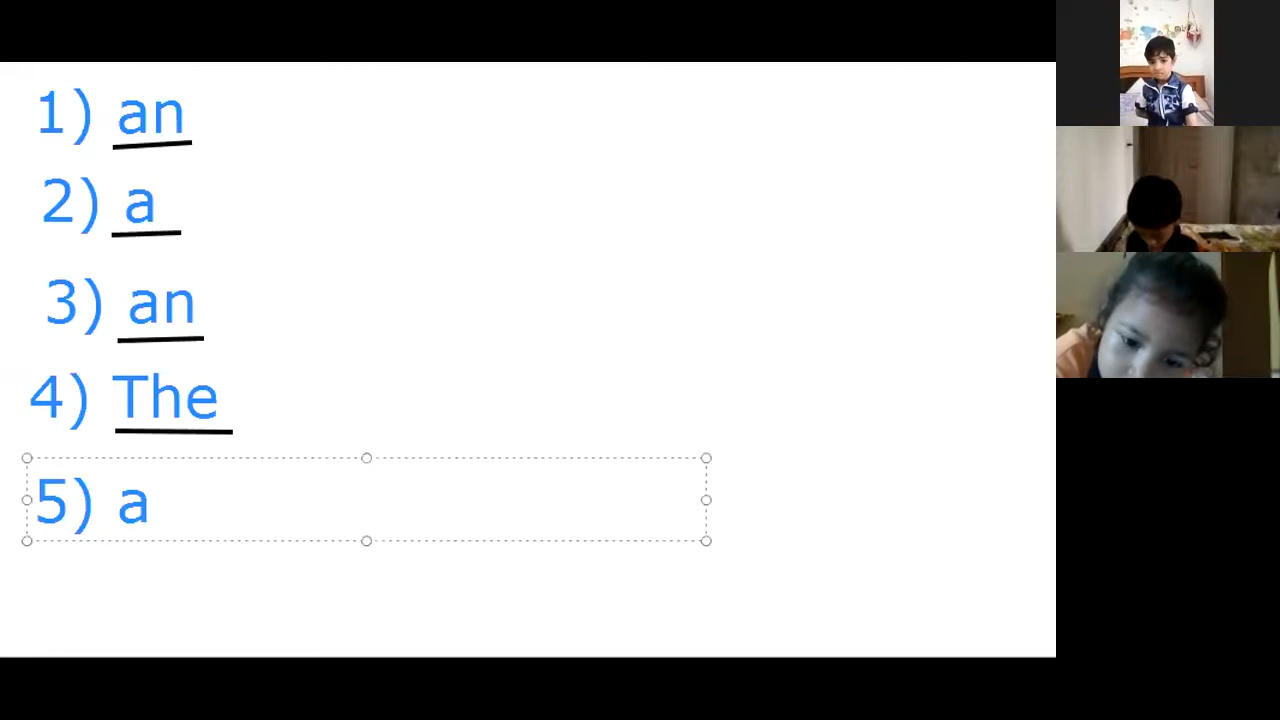 1) an
2) a
3) an
4) The
5) a